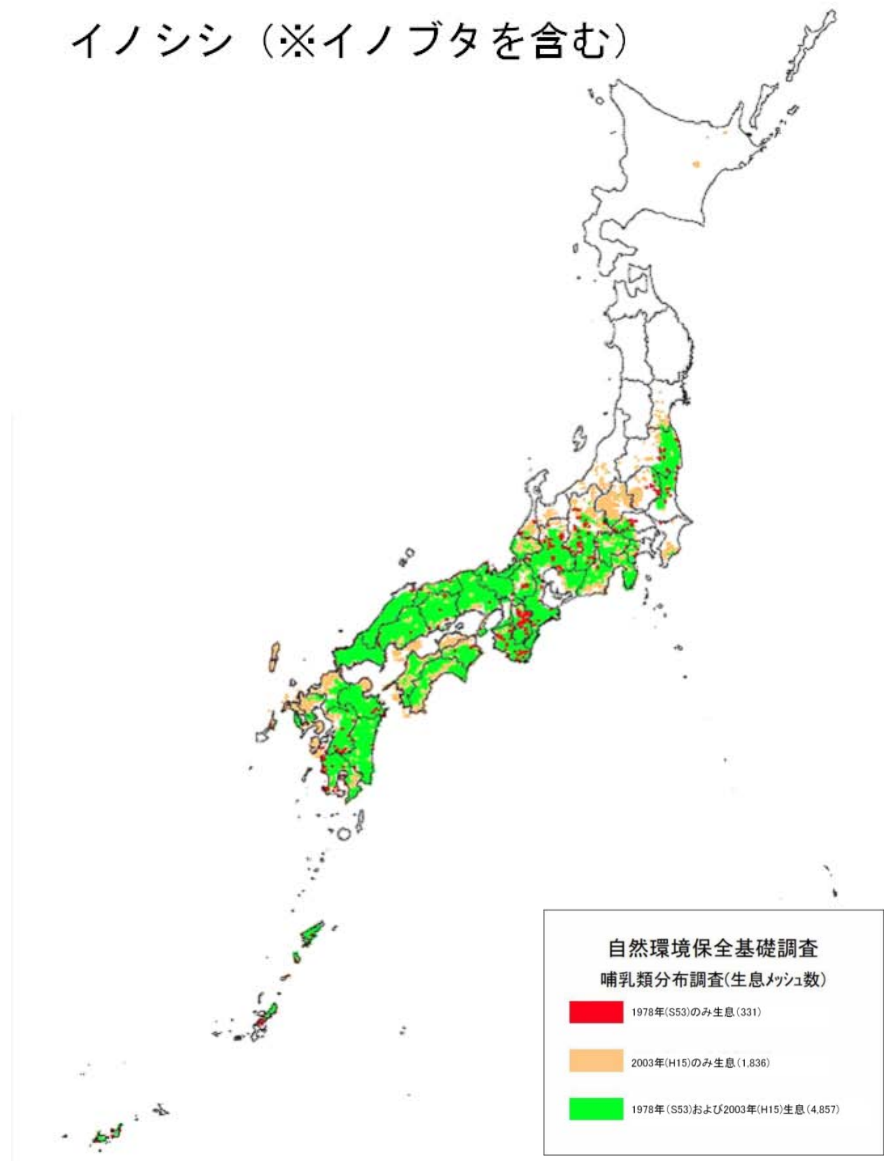 イノシシ（※イノブタを含む）
自然環境保全基礎調査
哺乳類分布調査(生息メッシュ数)
1978年(S53)のみ生息(331)
2003年(H15)のみ生息(1,836)
1978年(S53)および2003年(H15)生息(4,857)